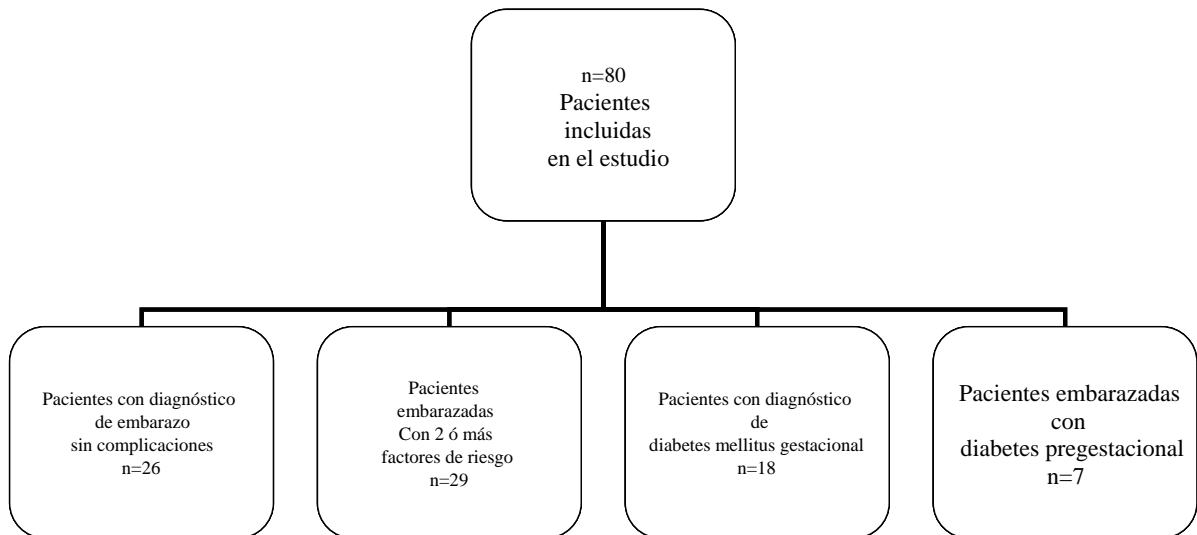 n=80
Pacientes
incluidas
en el estudio
Pacientes con diagnóstico
de embarazo
sin complicaciones
n=26
Pacientes
embarazadas
Con 2 ó más
factores de riesgo
n=29
Pacientes con diagnóstico
de
diabetes mellitus gestacional
n=18
Pacientes embarazadas
con
diabetes pregestacional
n=7